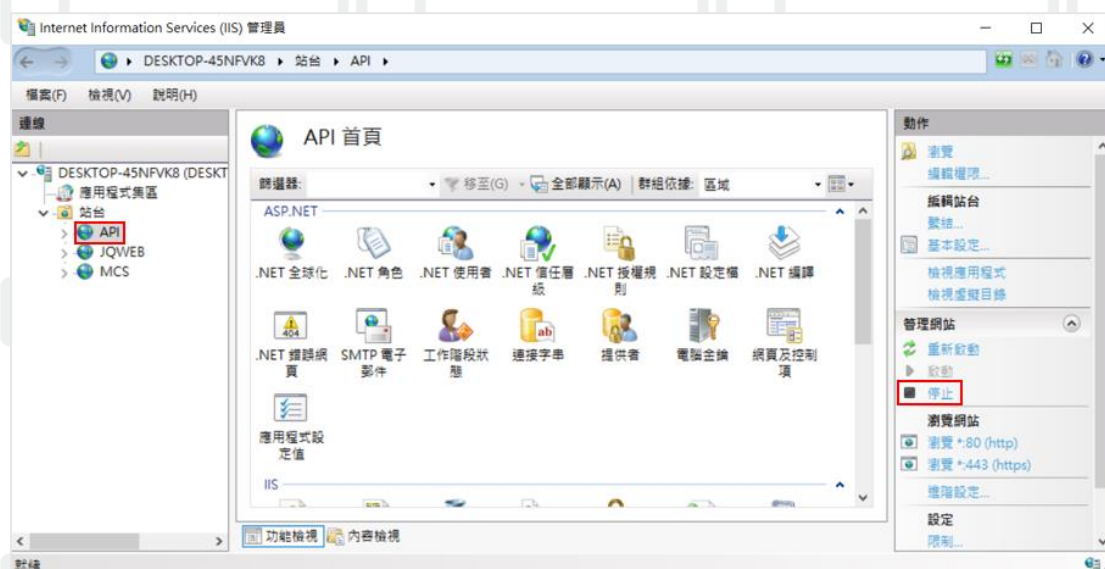 Internet Information Services (IIS) 管理員
DESKTOP-45NFVK8 ▸ 站台 ▸ API ▸
檔案(F) 檢視(V) 說明(H)
連線
DESKTOP-45NFVK8 (DESKT
應用程式集區
站台
API
JQWEB
MCS
API 首頁
篩選器: 移至(G) 全部顯示(A) 群組依據: 區域
ASP.NET
.NET 全球化 .NET 角色 .NET 使用者 .NET 信任層級 .NET 授權規則 .NET 設定檔 .NET 編譯
.NET 錯誤網頁 SMTP 電子郵件 工作階段狀態 連接字串 提供者 電腦金鑰 網頁及控制項
應用程式設定值
IIS
功能檢視 內容檢視
動作
瀏覽
編輯權限...
編輯站台
繫結...
基本設定...
檢視應用程式
檢視虛擬目錄
管理網站
重新啟動
啟動
停止
瀏覽網站
瀏覽 *:80 (http)
瀏覽 *:443 (https)
進階設定...
設定
限制...
就緒